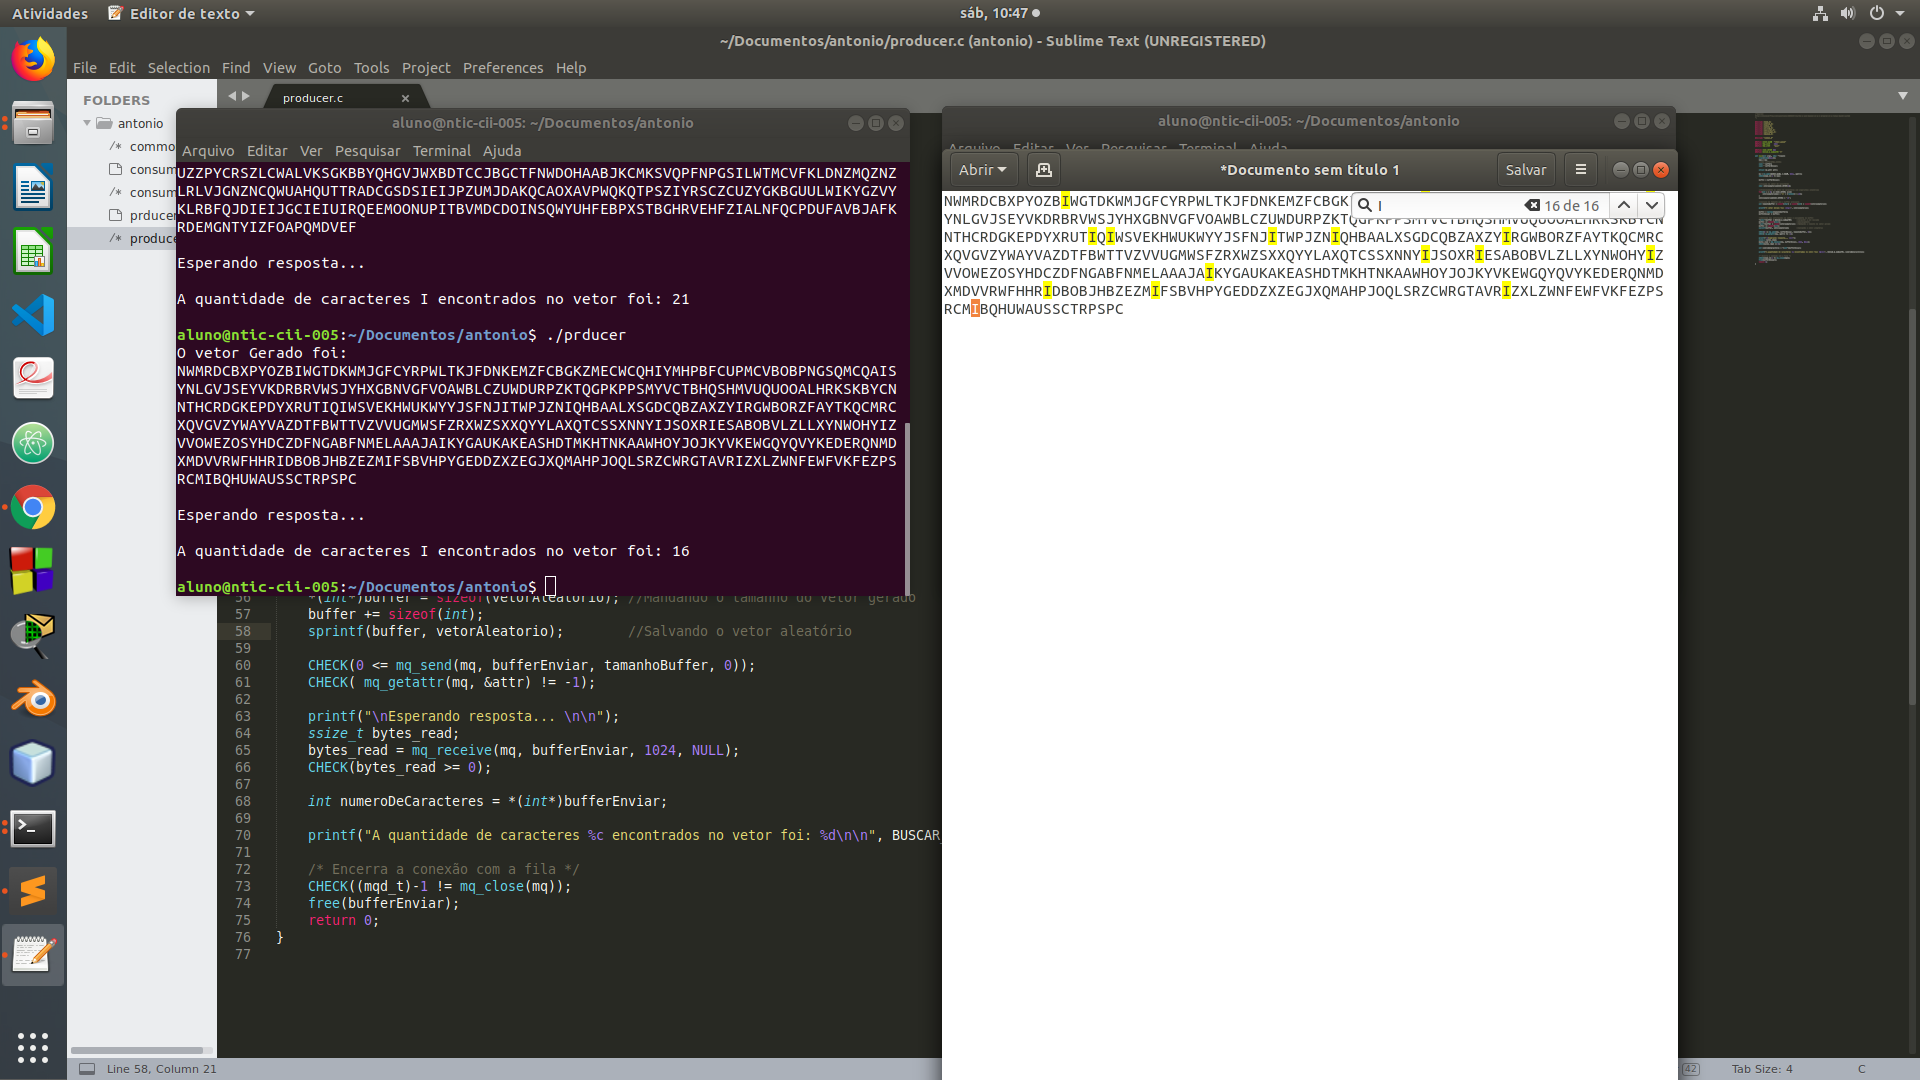 Atividades
Editor de texto
sáb, 10:47
~/Documentos/antonio/producer.c (antonio) - Sublime Text (UNREGISTERED)
File Edit Selection Find View Goto Tools Project Preferences Help
FOLDERS
antonio
/* commo
consum
/* consum
prducer
/* produce
producer.c
aluno@ntic-cii-005: ~/Documentos/antonio
Arquivo Editar Ver Pesquisar Terminal Ajuda
UZZPYCRSZLCWALVKSGKBBYQHGVJWXBDTCCJBGCTFNWDOHAABJKCMKSVQPFNPGSILWTMCVFKLDNZMQZNZ
LRLVJGNZNCQWUAHQUTTRADCGSDSIEIJPZUMJDAKQCAOXAVPWQKQTPSZIYRSCZCUZYGKBGUULWIKYGZVY
KLRBFQJDIEIJGCIEIUIRQEEMOONUPITBVMDCDOINSQWYUHFEBPXSTBGHRVEHFZIALNFQCPDUFAVBJAFK
RDEMGNTYIZFOAPQMDVEF
Esperando resposta...
A quantidade de caracteres I encontrados no vetor foi: 21
aluno@ntic-cii-005:~/Documentos/antonio$ ./prducer
O vetor Gerado foi:
NWMRDCBXPYOZBIWGTDKWMJGFCYRPWLTKJFDNKEMZFCBGKZMECWCQHIYMHPBFCUPMCVBOBPNGSQMCQAIS
YNLGVJSEYVKDRBRVWSJYHXGBNVGFVOAWBLCZUWDURPZKTQGPKPPSMYVCTBHQSHMVUQUOOALHRKSKBYCN
NTHCRDGKEPDYXRUTIQIWSVEKHWUKWYYJSFNJITWPJZNIQHBAALXSGDCQBZAXZYIRGWBORZFAYTKQCMRC
XQVGVZYWAYVAZDTFBWTTVZVVUGMWSFZRXWZSXXQYYLAXQTCSSXNNYIJSOXRIESABOBVLZLLXYNWOHYIZ
VVOWEZOSYHDCZDFNGABFNMELAAAJAIKYGAUKAKEASHDTMKHTNKAAWHOYJOJKYVKEWGQYQVYKEDERQNMD
XMDVVRWFHHRIDBOBJHBZEZMIFSBVHPYGEDDZXZEGJXQMAHPJOQLSRZCWRGTAVRIZXLZWNFEWFVKFEZPS
RCMIBQHUWAUSSCTRPSPC
Esperando resposta...
A quantidade de caracteres I encontrados no vetor foi: 16
aluno@ntic-cii-005:~/Documentos/antonio$
56 *(int*)buffer = sizeof(vetorAleatorio); //Mandando o tamanho do vetor gerado
57 buffer += sizeof(int);
58 sprintf(buffer, vetorAleatorio); //Salvando o vetor aleatório
59
60 CHECK(0 <= mq_send(mq, bufferEnviar, tamanhoBuffer, 0));
61 CHECK( mq_getattr(mq, &attr) != -1);
62
63 printf("\nEsperando resposta... \n\n");
64 ssize_t bytes_read;
65 bytes_read = mq_receive(mq, bufferEnviar, 1024, NULL);
66 CHECK(bytes_read >= 0);
67
68 int numeroDeCaracteres = *(int*)bufferEnviar;
69
70 printf("A quantidade de caracteres %c encontrados no vetor foi: %d\n\n", BUSCAR_
71
72 /* Encerra a conexão com a fila */
73 CHECK((mqd_t)-1 != mq_close(mq));
74 free(bufferEnviar);
75 return 0;
76 }
77
aluno@ntic-cii-005: ~/Documentos/antonio
Arquivo Editar Ver Pesquisar Terminal Ajuda
Abrir
*Documento sem título 1
Salvar
I 16 de 16
NWMRDCBXPYOZBIWGTDKWMJGFCYRPWLTKJFDNKEMZFCBGK
YNLGVJSEYVKDRBRVWSJYHXGBNVGFVOAWBLCZUWDURPZKTQGPKPPSMYVCTBHQSHMVUQUOOALHRKSKBYCN
NTHCRDGKEPDYXRUTIQIWSVEKHWUKWYYJSFNJITWPJZNIQHBAALXSGDCQBZAXZYIRGWBORZFAYTKQCMRC
XQVGVZYWAYVAZDTFBWTTVZVVUGMWSFZRXWZSXXQYYLAXQTCSSXNNYIJSOXRIESABOBVLZLLXYNWOHYIZ
VVOWEZOSYHDCZDFNGABFNMELAAAJAIKYGAUKAKEASHDTMKHTNKAAWHOYJOJKYVKEWGQYQVYKEDERQNMD
XMDVVRWFHHRIDBOBJHBZEZMIFSBVHPYGEDDZXZEGJXQMAHPJOQLSRZCWRGTAVRIZXLZWNFEWFVKFEZPS
RCMIBQHUWAUSSCTRPSPC
Line 58, Column 21
42
Tab Size: 4
C